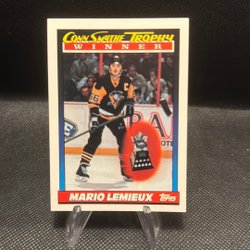 Conn Smythe Trophy
WINNER
C
MARIO LEMIEUX
TOPPS